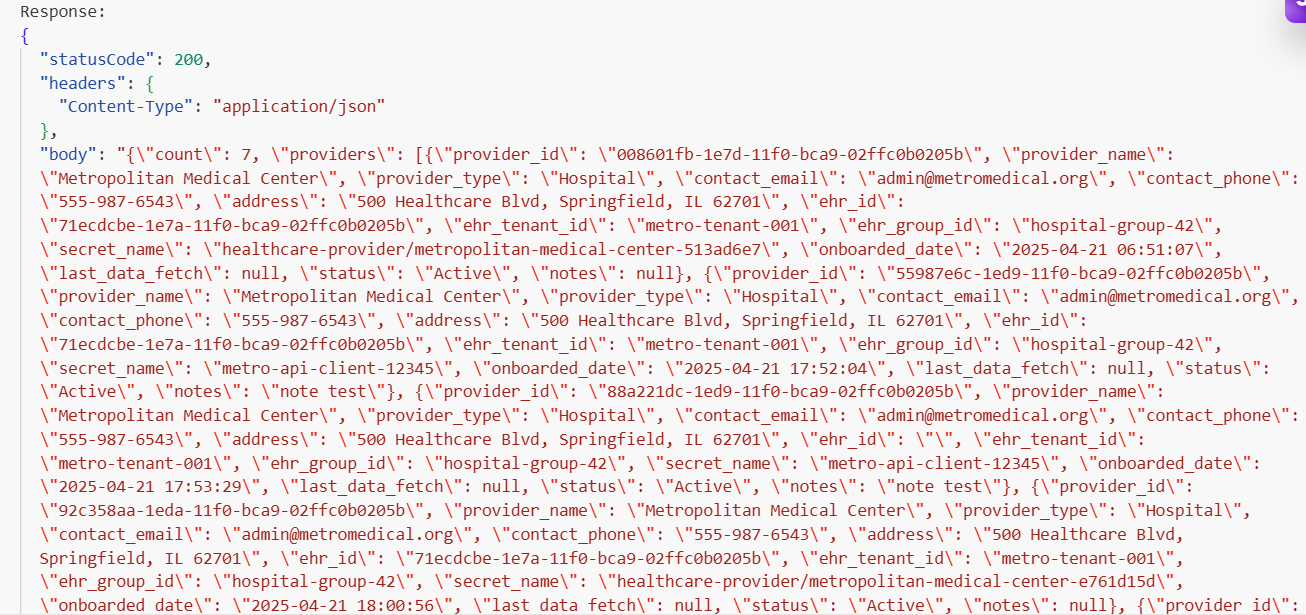 Response:
{
"statusCode": 200,
"headers": {
"Content-Type": "application/json"
},
"body": "{\"count\": 7, \"providers\": [{\"provider_id\": \"008601fb-1e7d-11f0-bca9-02ffc0b0205b\", \"provider_name\":
\"Metropolitan Medical Center\", \"provider_type\": \"Hospital\", \"contact_email\": \"admin@metromedical.org\", \"contact_phone\":
\"555-987-6543\", \"address\": \"500 Healthcare Blvd, Springfield, IL 62701\", \"ehr_id\":
\"71ecdcbe-1e7a-11f0-bca9-02ffc0b0205b\", \"ehr_tenant_id\": \"metro-tenant-001\", \"ehr_group_id\": \"hospital-group-42\",
\"secret_name\": \"healthcare-provider/metropolitan-medical-center-513ad6e7\", \"onboarded_date\": \"2025-04-21 06:51:07\",
\"last_data_fetch\": null, \"status\": \"Active\", \"notes\": null}, {\"provider_id\": \"55987e6c-1ed9-11f0-bca9-02ffc0b0205b\",
\"provider_name\": \"Metropolitan Medical Center\", \"provider_type\": \"Hospital\", \"contact_email\": \"admin@metromedical.org\",
\"contact_phone\": \"555-987-6543\", \"address\": \"500 Healthcare Blvd, Springfield, IL 62701\", \"ehr_id\":
\"71ecdcbe-1e7a-11f0-bca9-02ffc0b0205b\", \"ehr_tenant_id\": \"metro-tenant-001\", \"ehr_group_id\": \"hospital-group-42\",
\"secret_name\": \"metro-api-client-12345\", \"onboarded_date\": \"2025-04-21 17:52:04\", \"last_data_fetch\": null, \"status\":
\"Active\", \"notes\": \"note test\"}, {\"provider_id\": \"88a221dc-1ed9-11f0-bca9-02ffc0b0205b\", \"provider_name\":
\"Metropolitan Medical Center\", \"provider_type\": \"Hospital\", \"contact_email\": \"admin@metromedical.org\", \"contact_phone\":
\"555-987-6543\", \"address\": \"500 Healthcare Blvd, Springfield, IL 62701\", \"ehr_id\": \"\", \"ehr_tenant_id\":
\"metro-tenant-001\", \"ehr_group_id\": \"hospital-group-42\", \"secret_name\": \"metro-api-client-12345\", \"onboarded_date\":
\"2025-04-21 17:53:29\", \"last_data_fetch\": null, \"status\": \"Active\", \"notes\": \"note test\"}, {\"provider_id\":
\"92c358aa-1eda-11f0-bca9-02ffc0b0205b\", \"provider_name\": \"Metropolitan Medical Center\", \"provider_type\": \"Hospital\",
\"contact_email\": \"admin@metromedical.org\", \"contact_phone\": \"555-987-6543\", \"address\": \"500 Healthcare Blvd,
Springfield, IL 62701\", \"ehr_id\": \"71ecdcbe-1e7a-11f0-bca9-02ffc0b0205b\", \"ehr_tenant_id\": \"metro-tenant-001\",
\"ehr_group_id\": \"hospital-group-42\", \"secret_name\": \"healthcare-provider/metropolitan-medical-center-e761d15d\",
\"onboarded_date\": \"2025-04-21 18:00:56\", \"last_data_fetch\": null, \"status\": \"Active\", \"notes\": null}, {\"provider_id\":